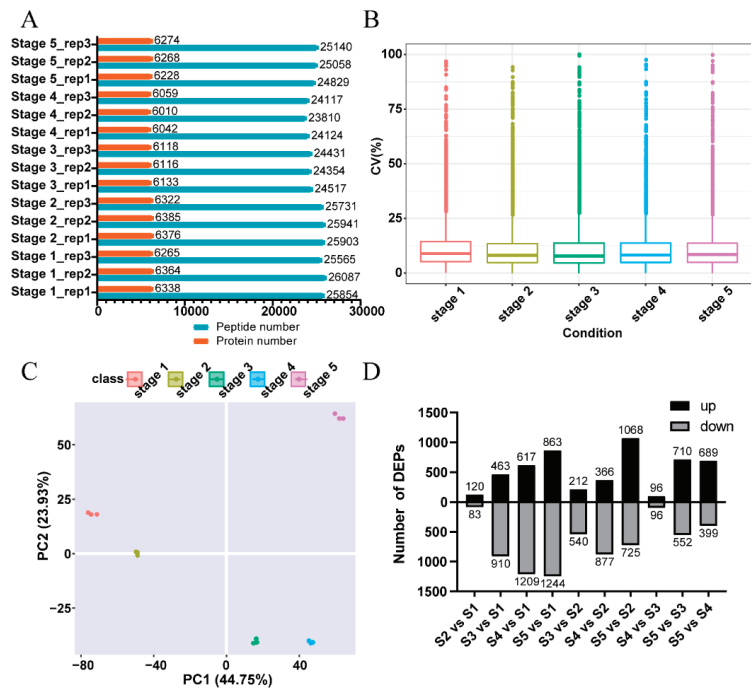 A
Stage 5_rep3 6274 25140
Stage 5_rep2 6268 25058
Stage 5_rep1 6228 24829
Stage 4_rep3 6059 24117
Stage 4_rep2 6010 23810
Stage 4_rep1 6042 24124
Stage 3_rep3 6118 24431
Stage 3_rep2 6116 24354
Stage 3_rep1 6133 24517
Stage 2_rep3 6322 25731
Stage 2_rep2 6385 25941
Stage 2_rep1 6376 25903
Stage 1_rep3 6265 25565
Stage 1_rep2 6364 26087
Stage 1_rep1 6338 25854
0 10000 20000 30000
Peptide number
Protein number
B
CV(%)
100
75
50
25
0
stage 1 stage 2 stage 3 stage 4 stage 5
Condition
C
class stage 1 stage 2 stage 3 stage 4 stage 5
PC2 (23.93%)
50
25
0
−25
−80 −40 0 40
PC1 (44.75%)
D
up
down
Number of DEPs
1500
1000
500
0
500
1000
1500
120 463 617 863 212 366 1068 96 710 689
83 910 1209 1244 540 877 725 96 552 399
S2 vs S1 S3 vs S1 S4 vs S1 S5 vs S1 S3 vs S2 S4 vs S2 S5 vs S2 S4 vs S3 S5 vs S3 S5 vs S4